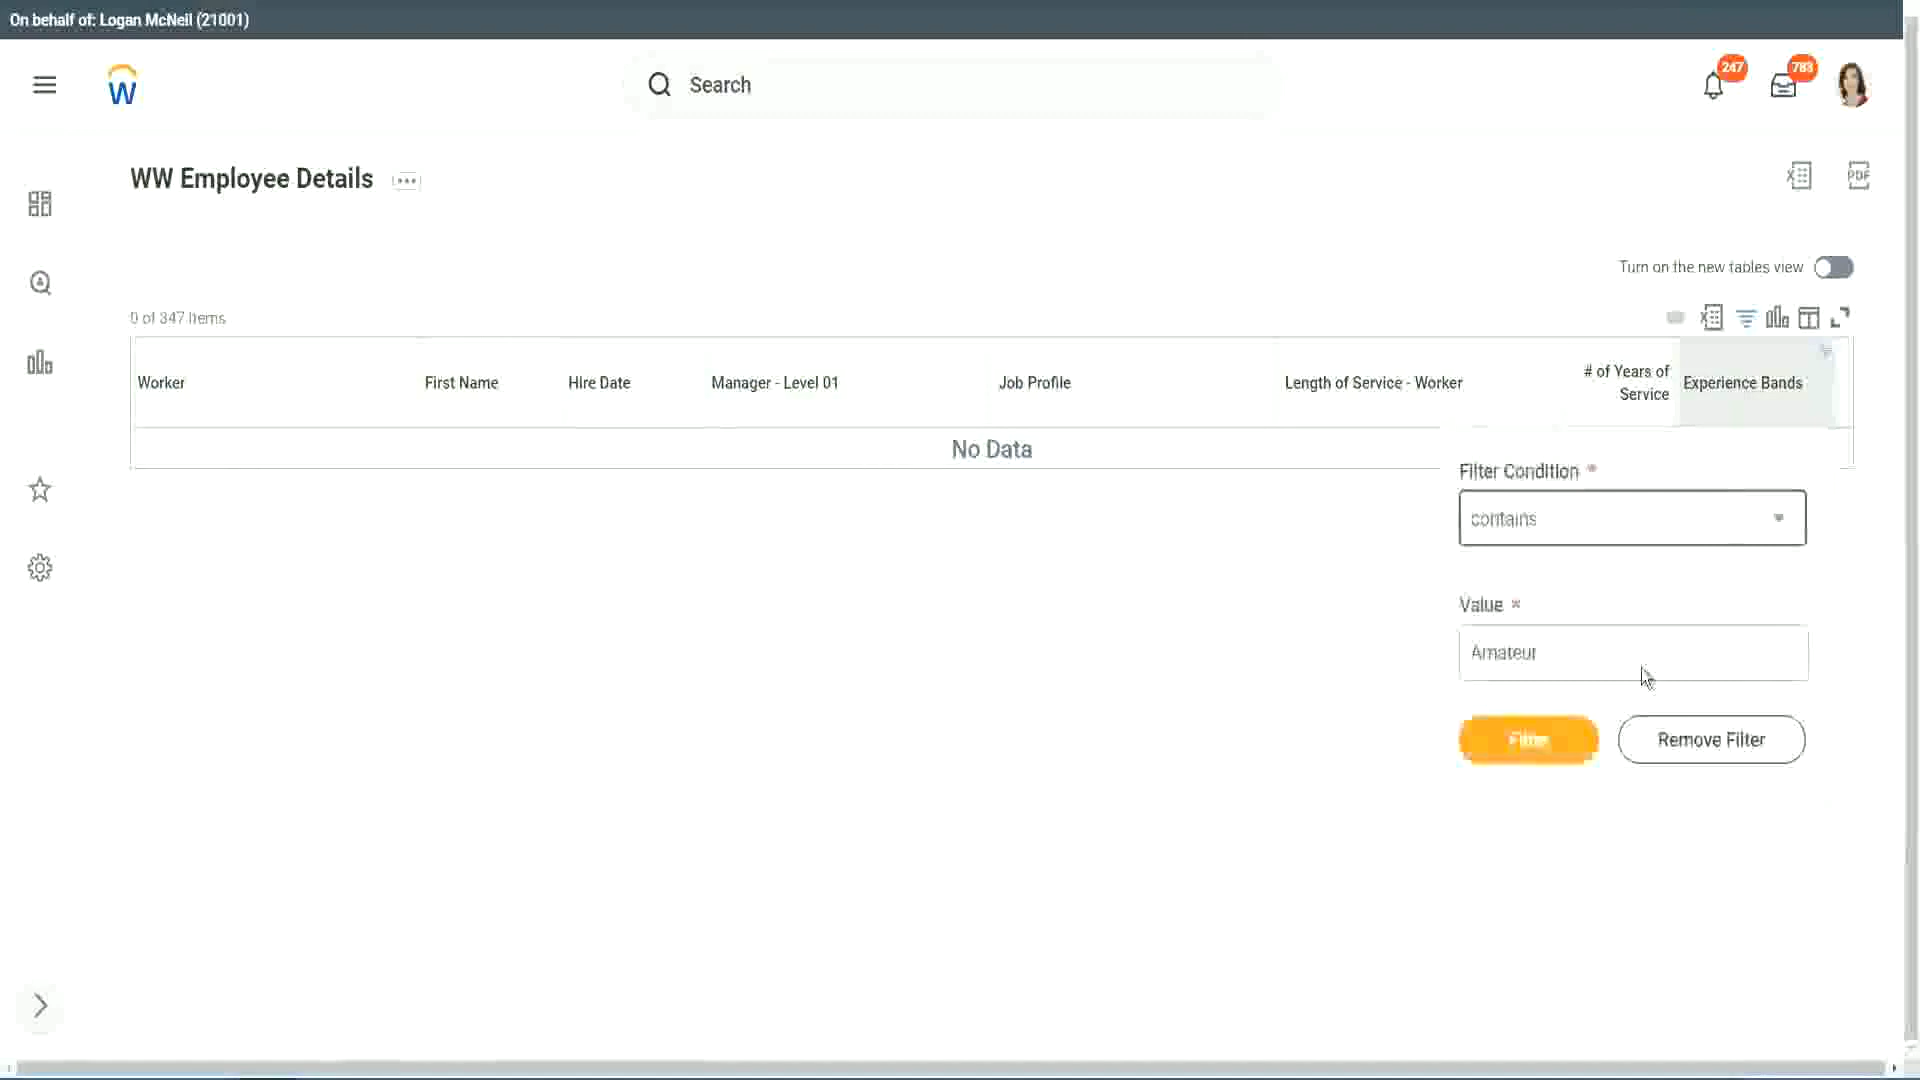 On behalf of: Logan McNeil (21001)
W
Search
247
783
WW Employee Details
PDF
Turn on the new tables view
0 of 347 items
Worker
First Name
Hire Date
Manager - Level 01
Job Profile
Length of Service - Worker
# of Years of
Service
Experience Bands
No Data
Filter Condition *
contains
Value *
Amateur
Filter
Remove Filter